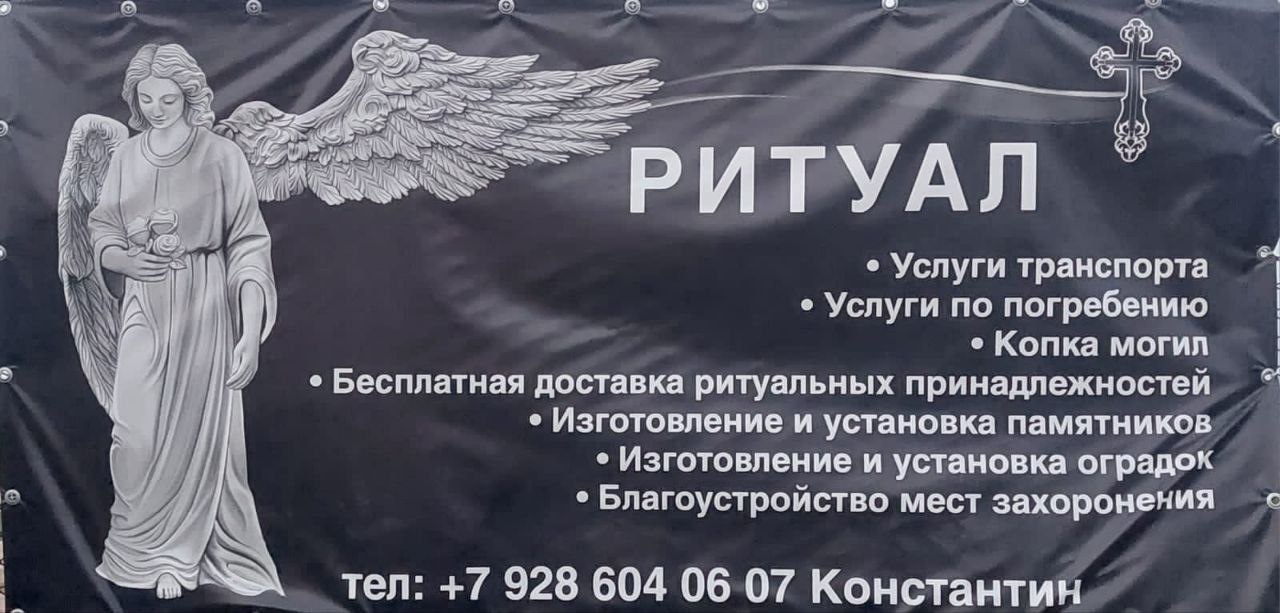 РИТУАЛ
• Услуги транспорта
• Услуги по погребению
• Копка могил
• Бесплатная доставка ритуальных принадлежностей
• Изготовление и установка памятников
• Изготовление и установка оградок
• Благоустройство мест захоронения
тел: +7 928 604 06 07 Константин